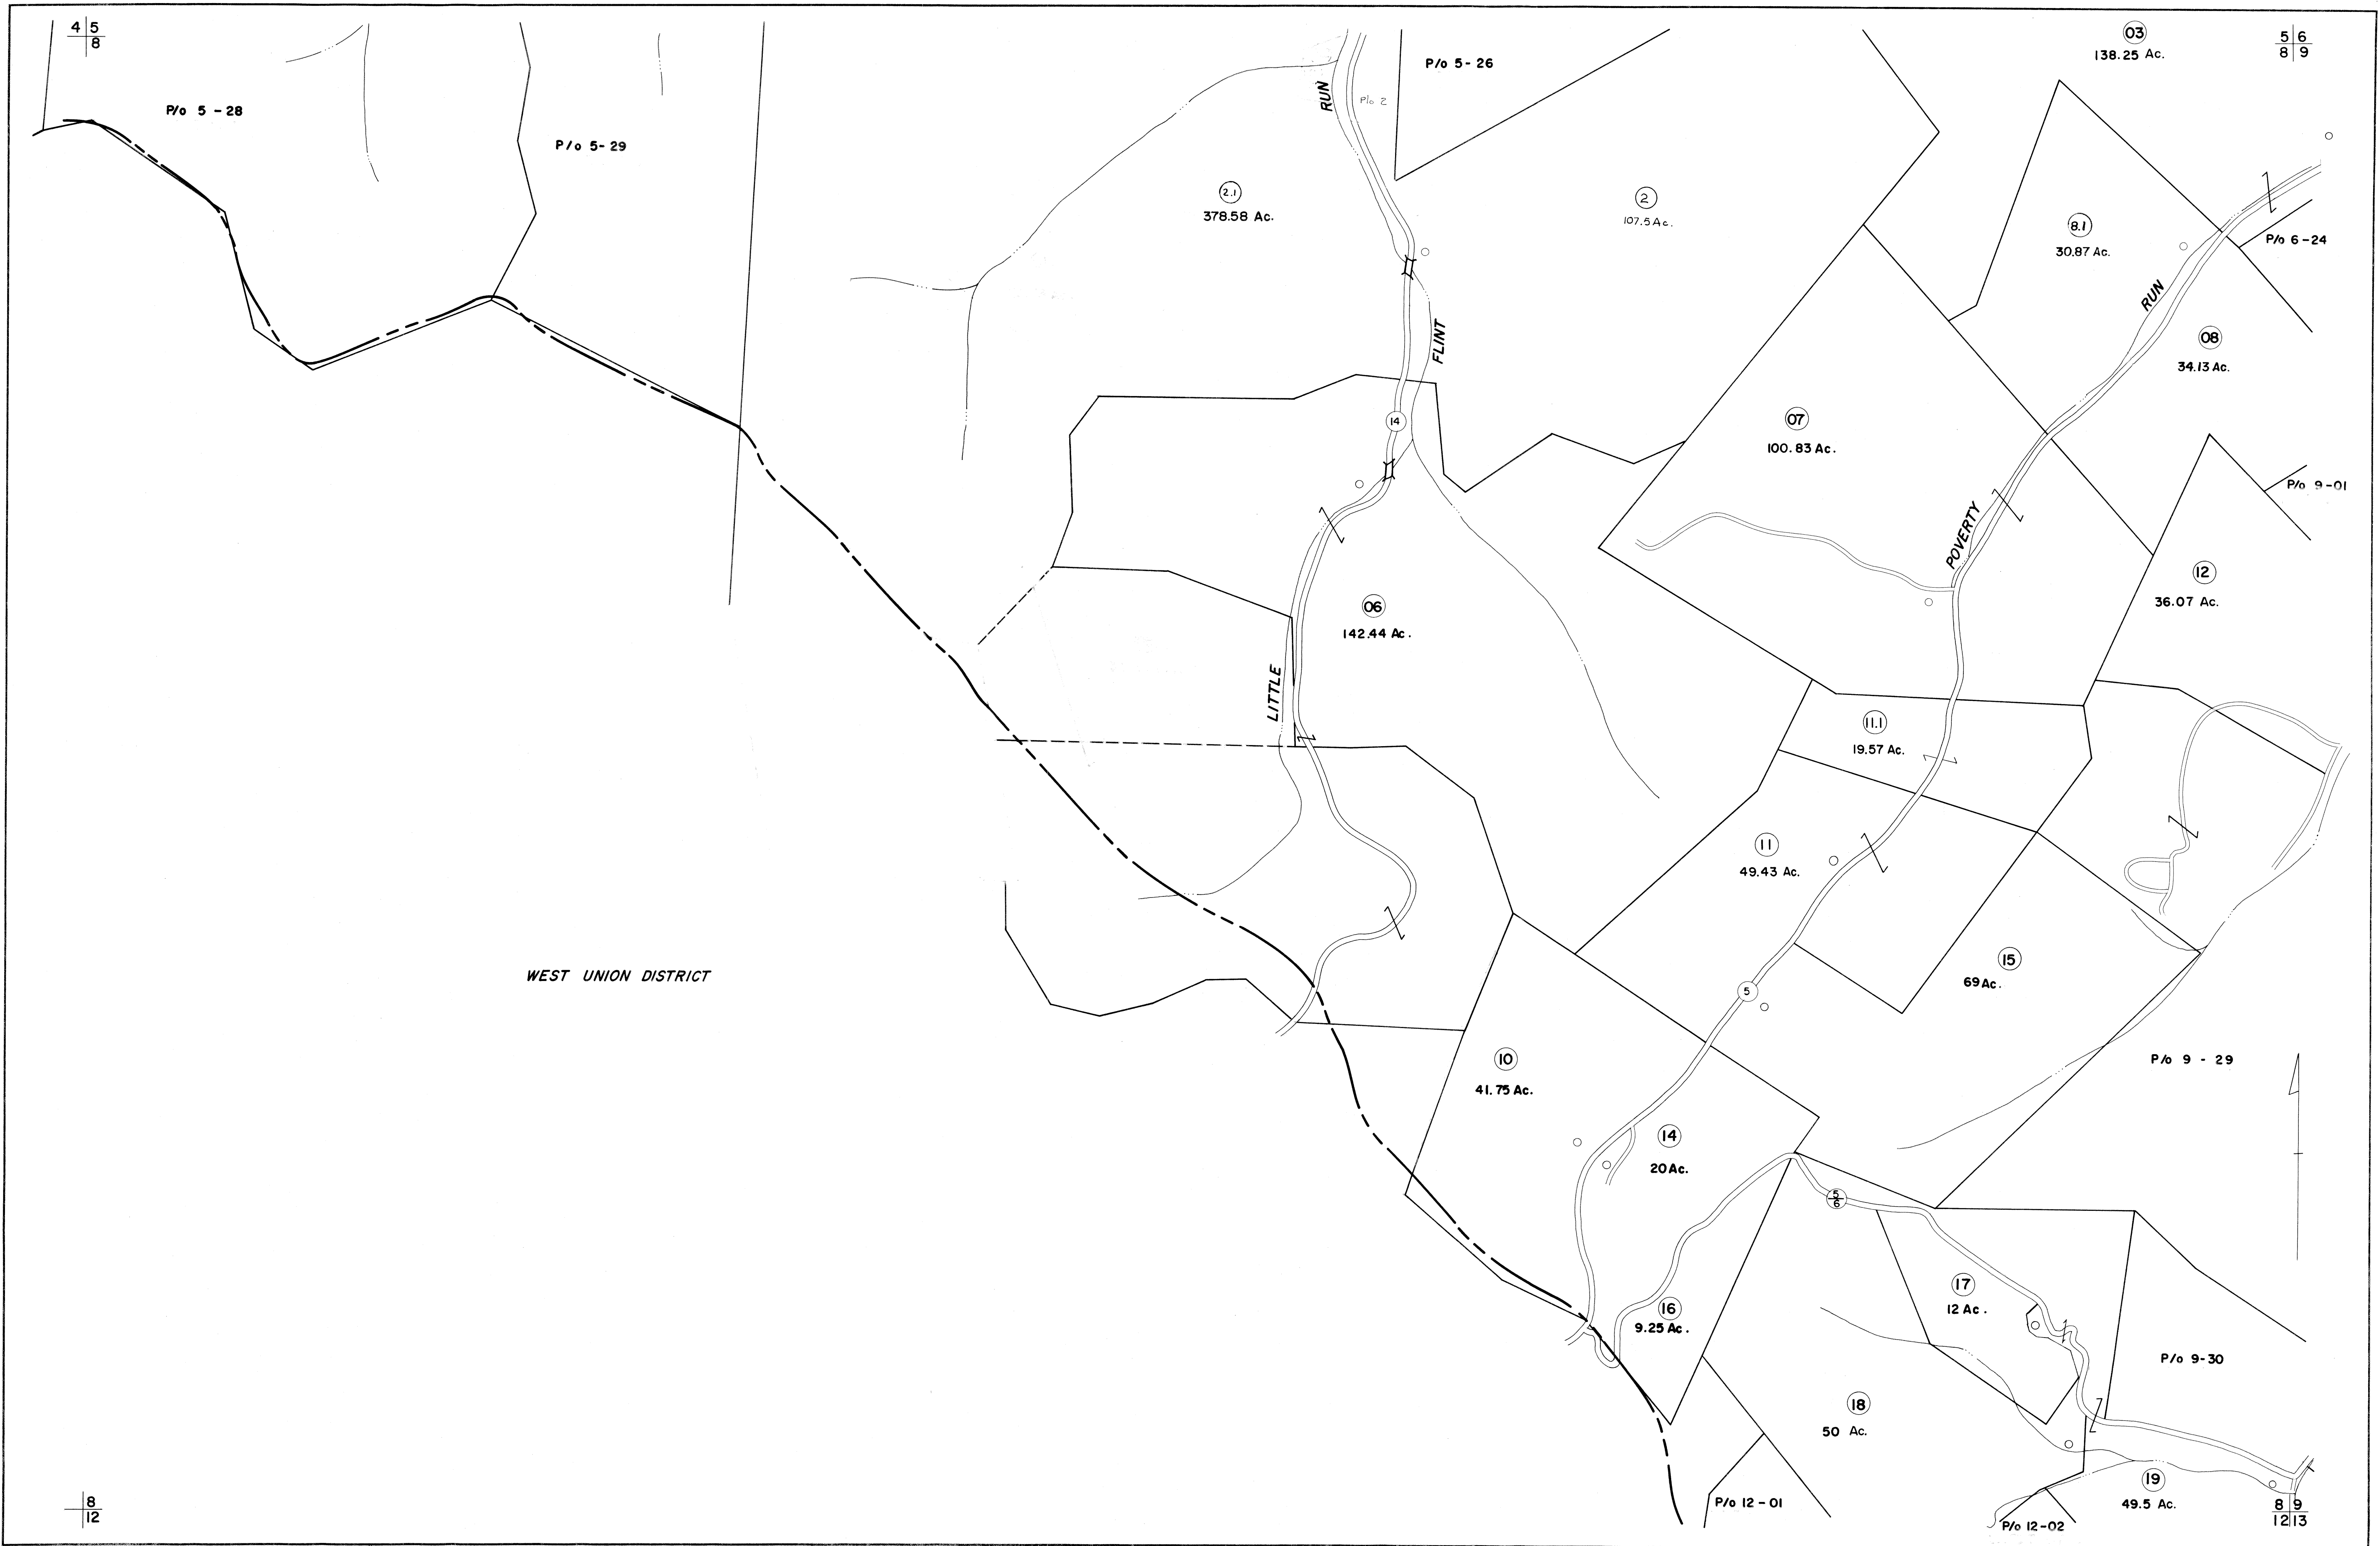 4 5
8
P/o 5 - 28
P/o 5- 29
RUN
P/o 2
P/o 5- 26
03
138.25 Ac.
5 6
8 9
2.1
378.58 Ac.
2
107.5 Ac.
8.1
30.87 Ac.
P/o 6 - 24
RUN
FLINT
08
34.13 Ac.
14
07
100.83 Ac.
P/o 9 - 01
POVERTY
12
36.07 Ac.
06
142.44 Ac.
LITTLE
11.1
19.57 Ac.
11
49.43 Ac.
WEST UNION DISTRICT
15
69 Ac.
5
10
41.75 Ac.
P/o 9 - 29
14
20 Ac.
5
6
17
12 Ac.
16
9.25 Ac.
P/o 9-30
18
50 Ac.
19
49.5 Ac.
P/o 12 - 01
P/o 12-02
8
12
8 9
12 13